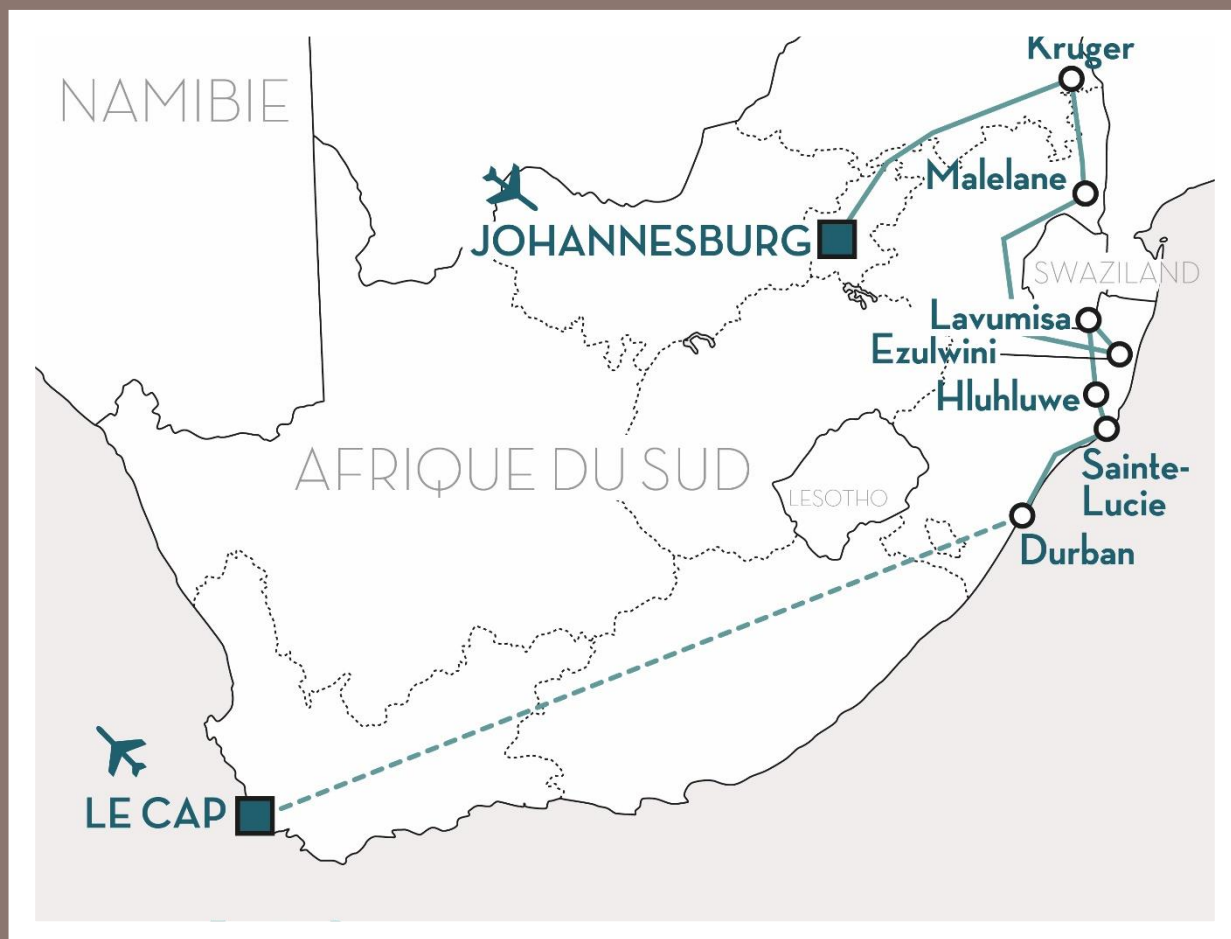 Kruger
NAMIBIE
Malelane
JOHANNESBURG
SWAZILAND
Lavumisa
Ezulwini
Hluhluwe
AFRIQUE DU SUD
Sainte-
Lucie
LESOTHO
Durban
LE CAP